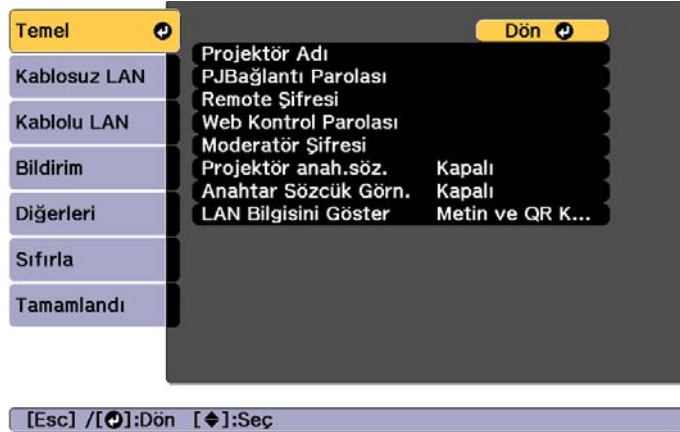 Temel
Kablosuz LAN
Kablolu LAN
Bildirim
Diğerleri
Sıfırla
Tamamlandı
Dön
Projektör Adı
PJBağlantı Parolası
Remote Şifresi
Web Kontrol Parolası
Moderatör Şifresi
Projektör anah.söz. Kapalı
Anahtar Sözcük Görn. Kapalı
LAN Bilgisini Göster Metin ve QR K...
[Esc] /[⏎]:Dön [◆]:Seç